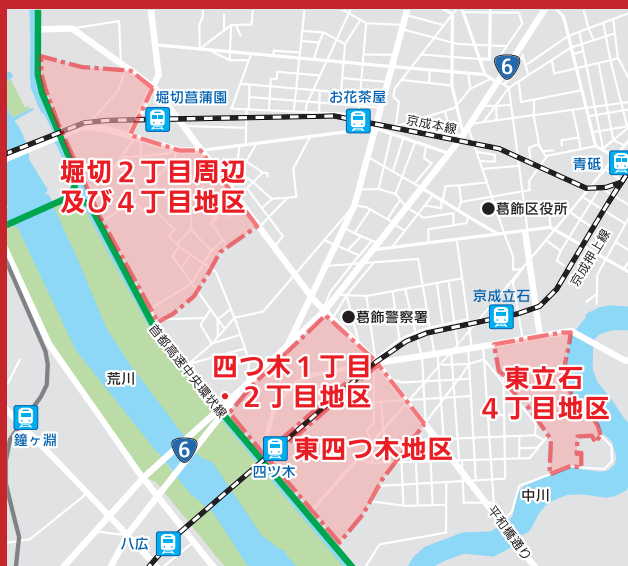 6
堀切菖蒲園
お花茶屋
京成本線
青砥
堀切2丁目周辺
及び4丁目地区
●葛飾区役所
京成押上線
京成立石
●葛飾警察署
首都高速中央環状線
荒川
四つ木1丁目
・2丁目地区
東立石
4丁目地区
鐘ヶ淵
6
東四つ木地区
四ツ木
中川
平和橋通り
八広